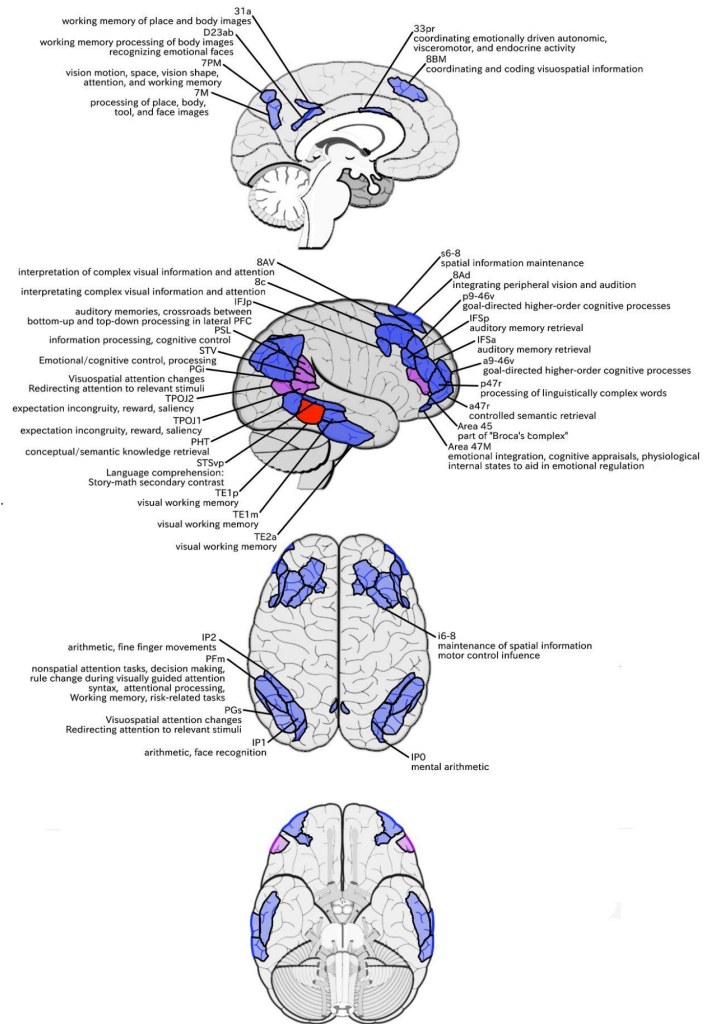 31a
working memory of place and body images
D23ab
working memory processing of body images
recognizing emotional faces
7PM
vision motion, space, vision shape,
attention, and working memory
7M
processing of place, body,
tool, and face images
33pr
coordinating emotionally driven autonomic,
visceromotor, and endocrine activity
8BM
coordinating and coding visuospatial information
8AV
interpretation of complex visual information and attention
8c
interpreting complex visual information and attention
IFJp
auditory memories, crossroads between
bottom-up and top-down processing in lateral PFC
PSL
information processing, cognitive control
STV
Emotional/cognitive control, processing
PGi
Visuospatial attention changes
Redirecting attention to relevant stimuli
TPOJ2
expectation incongruity, reward, saliency
TPOJ1
expectation incongruity, reward, saliency
PHT
conceptual/semantic knowledge retrieval
STSvp
Language comprehension:
Story-math secondary contrast
TE1p
visual working memory
TE1m
visual working memory
TE2a
visual working memory
s6-8
spatial information maintenance
8Ad
integrating peripheral vision and audition
p9-46v
goal-directed higher-order cognitive processes
IFSp
auditory memory retrieval
IFSa
auditory memory retrieval
a9-46v
goal-directed higher-order cognitive processes
p47r
processing of linguistically complex words
a47r
controlled semantic retrieval
Area 45
part of "Broca's complex"
Area 47M
emotional integration, cognitive appraisals, physiological
internal states to aid in emotional regulation
IP2
arithmetic, fine finger movements
PFm
nonspatial attention tasks, decision making,
rule change during visually guided attention
syntax, attentional processing,
Working memory, risk-related tasks
PGs
Visuospatial attention changes
Redirecting attention to relevant stimuli
IP1
arithmetic, face recognition
i6-8
maintenance of spatial information
motor control infuence
IP0
mental arithmetic